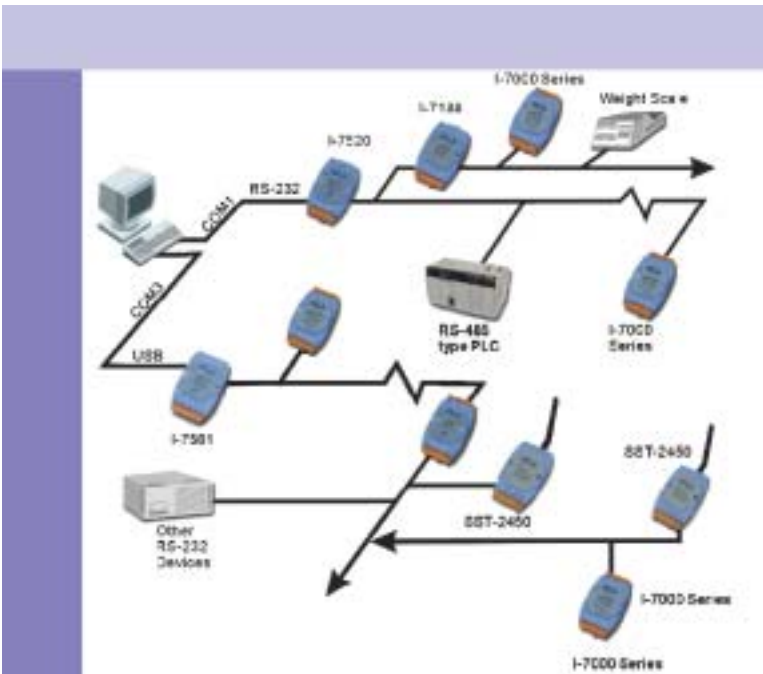 I-7000 Series
Weight Scale
I-7188
I-7520
RS-232
COM1
COM3
USB
RS-485
type PLC
I-7000
Series
I-7561
SST-2450
SST-2450
Other
RS-232
Devices
I-7000 Series
I-7000 Series